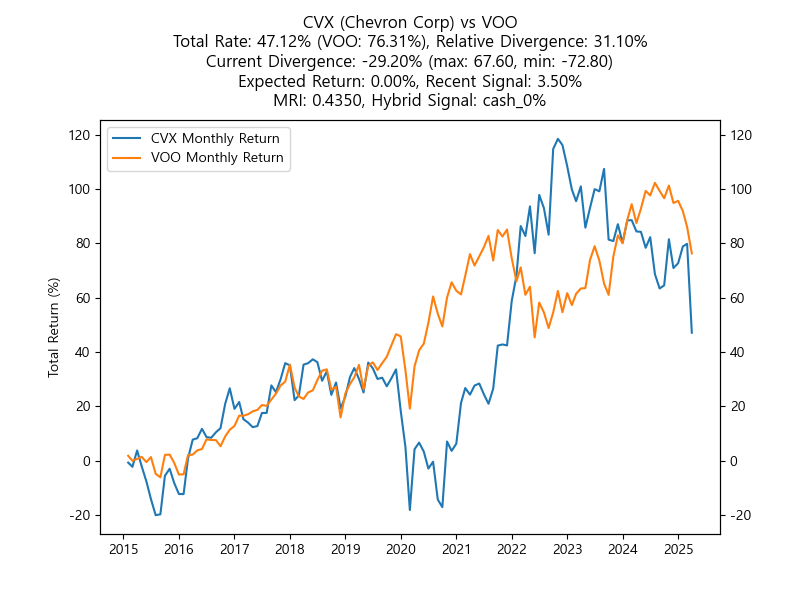 CVX (Chevron Corp) vs VOO
Total Rate: 47.12% (VOO: 76.31%), Relative Divergence: 31.10%
Current Divergence: -29.20% (max: 67.60, min: -72.80)
Expected Return: 0.00%, Recent Signal: 3.50%
MRI: 0.4350, Hybrid Signal: cash_0%
CVX Monthly Return
VOO Monthly Return
Total Return (%)
120
100
80
60
40
20
0
-20
120
100
80
60
40
20
0
-20
2015 2016 2017 2018 2019 2020 2021 2022 2023 2024 2025